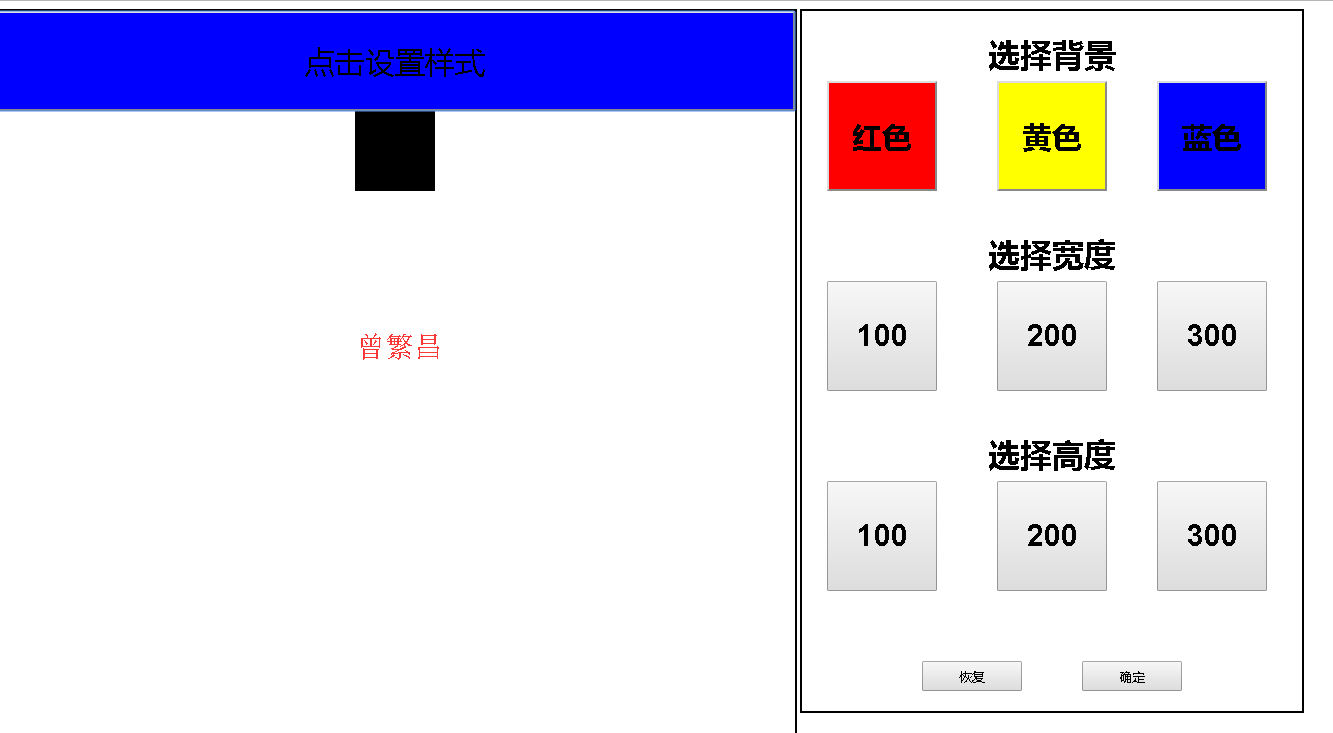 点击设置样式
曾繁昌
选择背景
红色 黄色 蓝色
选择宽度
100 200 300
选择高度
100 200 300
恢复 确定